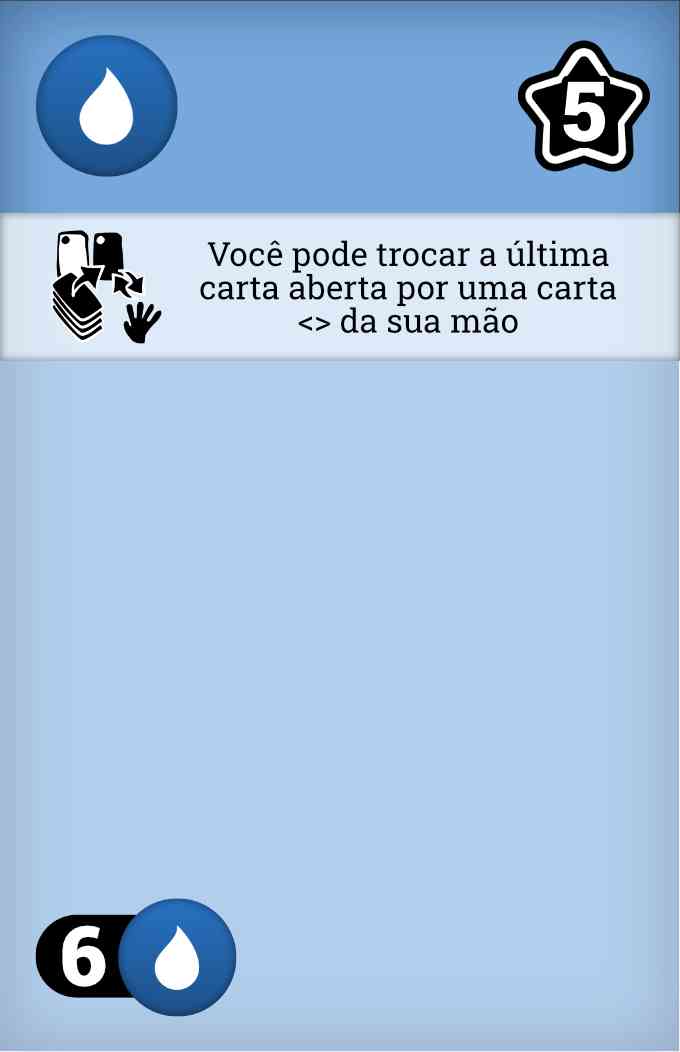 5
Você pode trocar a última
carta aberta por uma carta
<> da sua mão
6